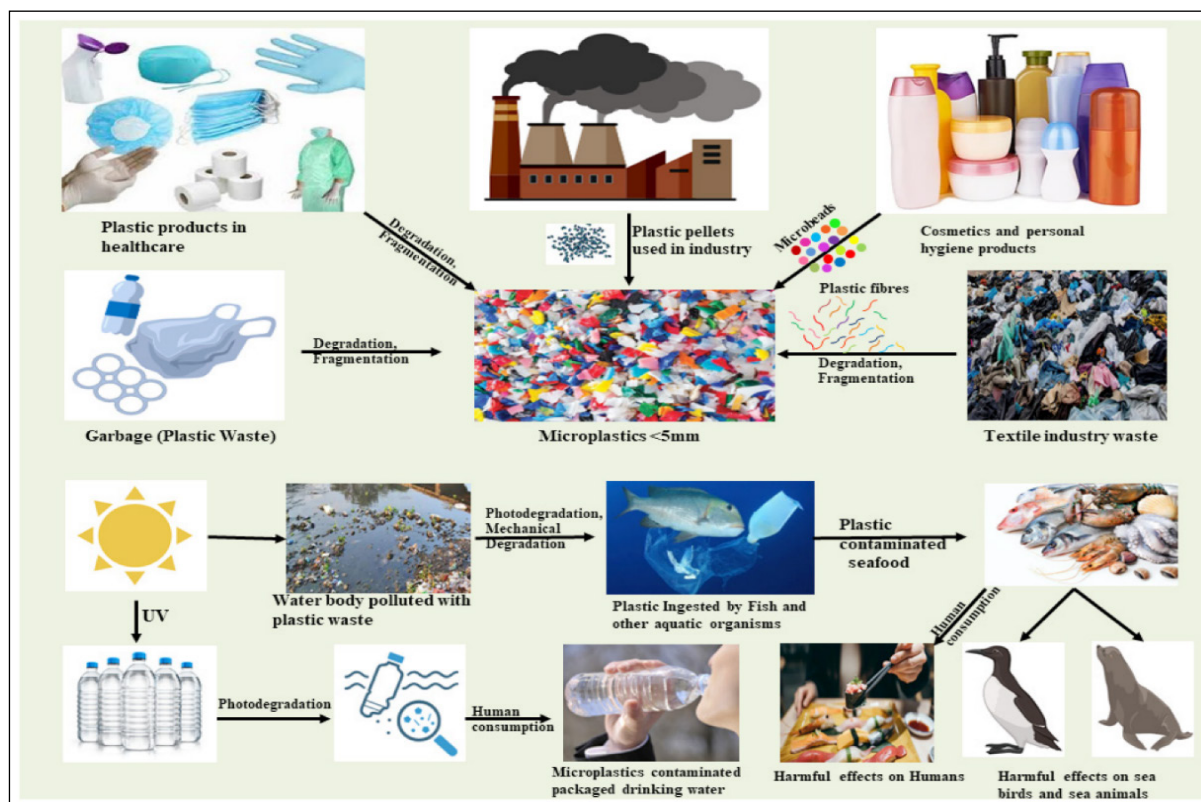 Plastic products in
healthcare
Degradation,
Fragmentation
Plastic pellets
used in industry
Microbeads
Cosmetics and personal
hygiene products
Degradation,
Fragmentation
Plastic fibres
Degradation,
Fragmentation
Garbage (Plastic Waste)
Microplastics <5mm
Textile industry waste
Photodegradation,
Mechanical
Degradation
Plastic
contaminated
seafood
UV
Water body polluted with
plastic waste
Plastic Ingested by Fish and
other aquatic organisms
Human
consumption
Photodegradation
Human
consumption
Microplastics contaminated
packaged drinking water
Harmful effects on Humans
Harmful effects on sea
birds and sea animals